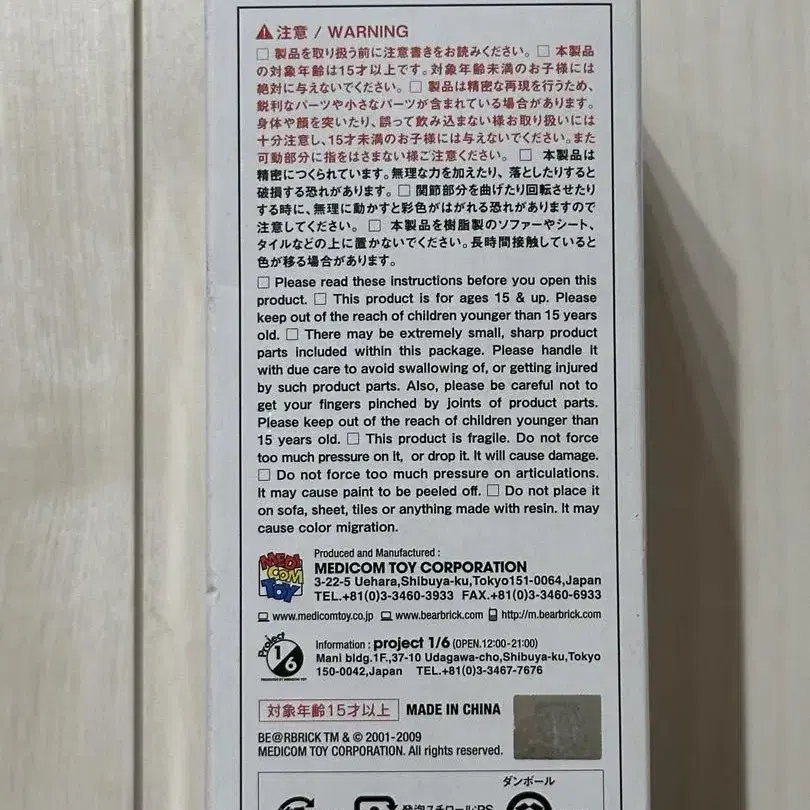 注意 / WARNING
□ 製品を取り扱う前に注意書きをお読みください。 □ 本製品
の対象年齢は15才以上です。対象年齢未満のお子様には
絶対に与えないでください。 □ 製品は精密な再現を行うため、
鋭利なパーツや小さなパーツが含まれている場合があります。
身体や顔を突いたり、誤って飲み込まない様お取り扱いには
十分注意し、15才未満のお子様には与えないでください。また
可動部分に指をはさまない様ご注意ください。 □ 本製品は
精密につくられています。無理な力を加えたり、落としたりすると
破損する恐れがあります。 □ 関節部分を曲げたり回転させたり
する時に、無理に動かすと彩色がはがれる恐れがありますので
注意してください。 □ 本製品を樹脂製のソファーやシート、
タイルなどの上に置かないでください。長時間接触していると
色が移る場合があります。
□ Please read these instructions before you open this
product. □ This product is for ages 15 & up. Please
keep out of the reach of children younger than 15 years
old. □ There may be extremely small, sharp product
parts included within this package. Please handle it
with due care to avoid swallowing of, or getting injured
by such product parts. Also, please be careful not to
get your fingers pinched by joints of product parts.
Please keep out of the reach of children younger than
15 years old. □ This product is fragile. Do not force
too much pressure on it, or drop it. It will cause damage.
□ Do not force too much pressure on articulations.
It may cause paint to be peeled off. □ Do not place it
on sofa, sheet, tiles or anything made with resin. It may
cause color migration.
MEDI COM TOY
Produced and Manufactured :
MEDICOM TOY CORPORATION
3-22-5 Uehara,Shibuya-ku,Tokyo151-0064,Japan
TEL.+81(0)3-3460-3933 FAX.+81(0)3-3460-6933
www.medicomtoy.co.jp www.bearbrick.com http://m.bearbrick.com
Project 1/6
PRODUCED BY MEDICOM TOY
Information : project 1/6 (OPEN.12:00-21:00)
Mani bldg.1F.,37-10 Udagawa-cho,Shibuya-ku,Tokyo
150-0042,Japan TEL.+81(0)3-3467-7676
対象年齢15才以上 MADE IN CHINA
BE@RBRICK TM & © 2001-2009
MEDICOM TOY CORPORATION. All rights reserved.
ダンボール
発泡スチロール:PS